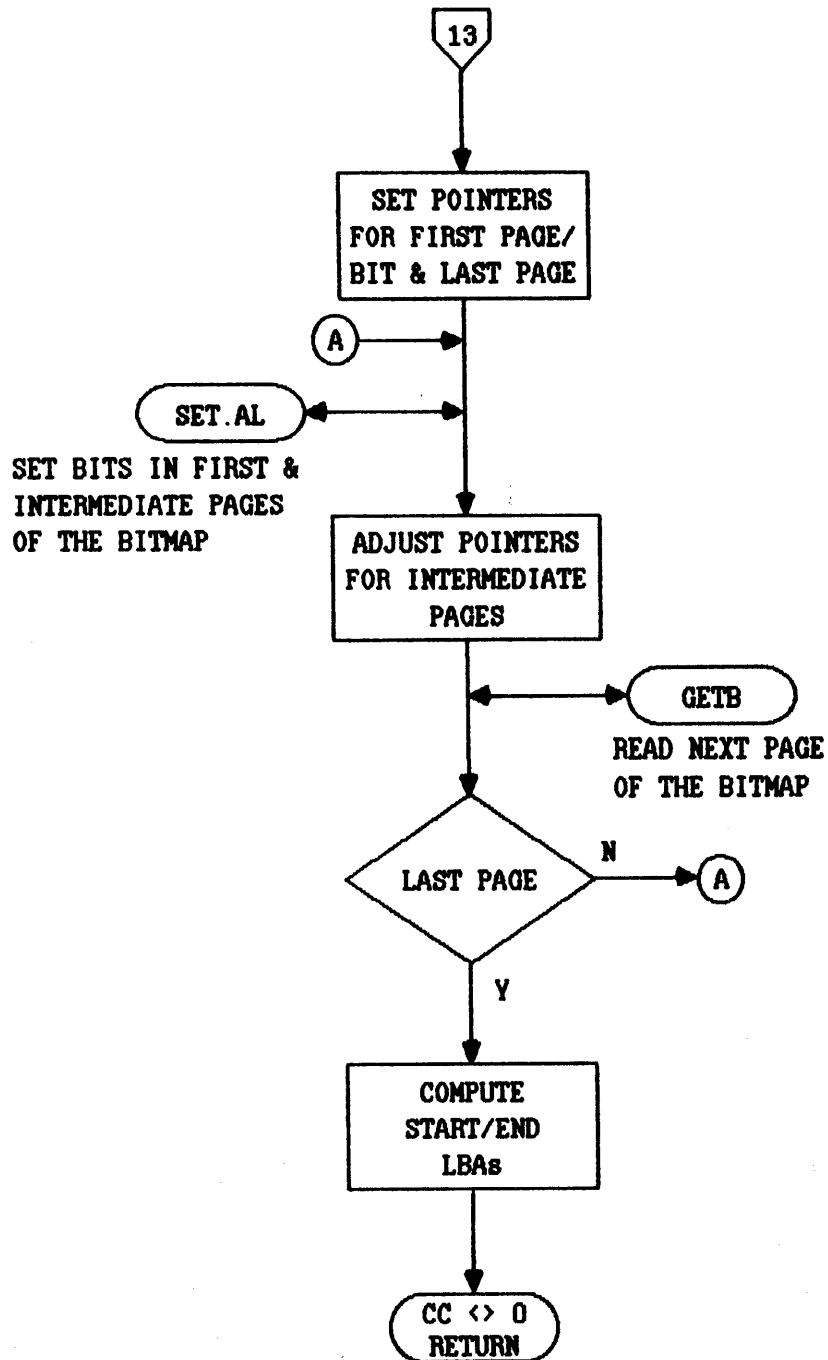 13
SET POINTERS
FOR FIRST PAGE/
BIT & LAST PAGE
A
SET.AL
SET BITS IN FIRST &
INTERMEDIATE PAGES
OF THE BITMAP
ADJUST POINTERS
FOR INTERMEDIATE
PAGES
GETB
READ NEXT PAGE
OF THE BITMAP
LAST PAGE
N
A
Y
COMPUTE
START/END
LBAs
CC <> 0
RETURN